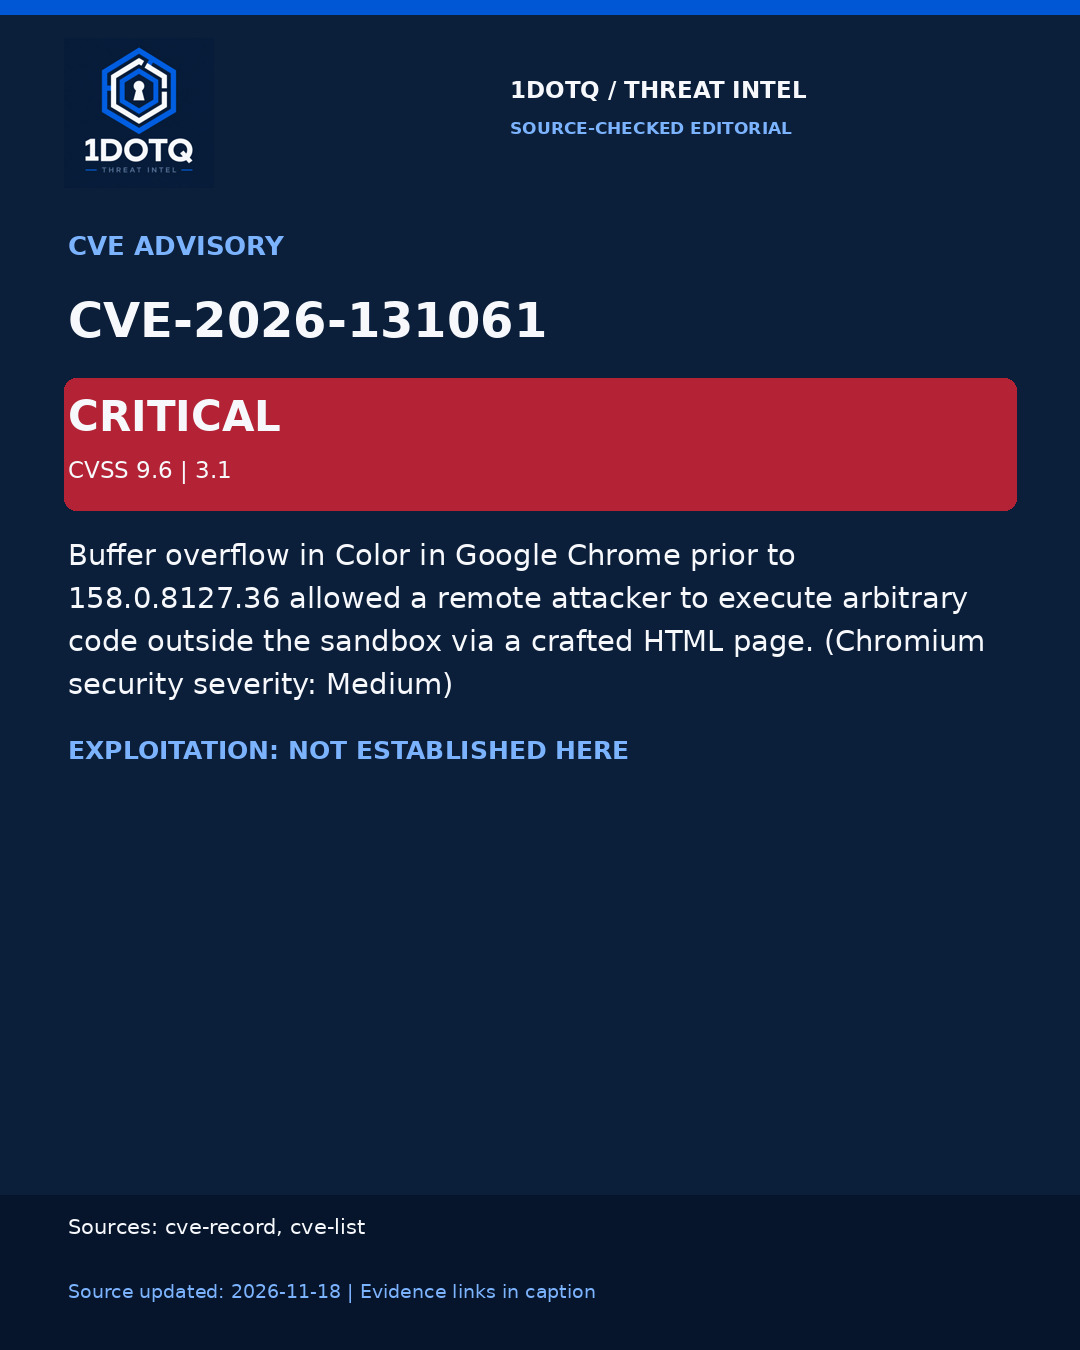 1DOTQ
THREAT INTEL
1DOTQ / THREAT INTEL
SOURCE-CHECKED EDITORIAL
CVE ADVISORY
CVE-2026-131061
CRITICAL
CVSS 9.6 | 3.1
Buffer overflow in Color in Google Chrome prior to
158.0.8127.36 allowed a remote attacker to execute arbitrary
code outside the sandbox via a crafted HTML page. (Chromium
security severity: Medium)
EXPLOITATION: NOT ESTABLISHED HERE
Sources: cve-record, cve-list
Source updated: 2026-11-18 | Evidence links in caption